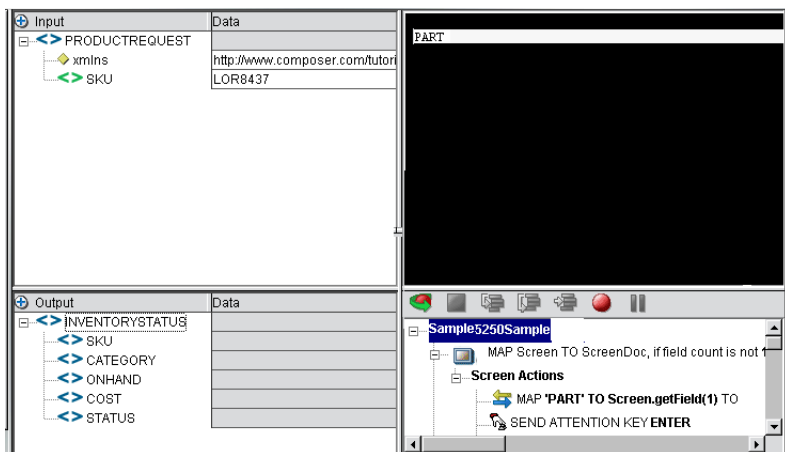 Input Data
PRODUCTREQUEST
xmlns http://www.composer.com/tutori
SKU LOR8437
PART
Output Data
INVENTORYSTATUS
SKU
CATEGORY
ONHAND
COST
STATUS
Sample5250Sample
MAP Screen TO ScreenDoc, if field count is not
Screen Actions
MAP 'PART' TO Screen.getField(1) TO
SEND ATTENTION KEY ENTER